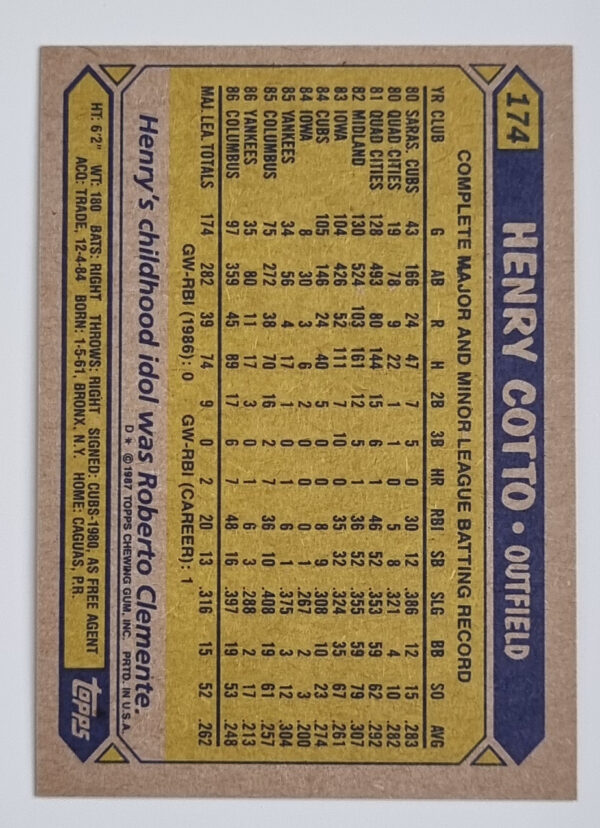 174 HENRY COTTO • OUTFIELD
COMPLETE MAJOR AND MINOR LEAGUE BATTING RECORD
YR CLUB G AB R H 2B 3B HR RBI SB SLG BB SO AVG
80 SARAS. CUBS 43 166 24 47 7 5 0 30 12 .386 12 15 .283
80 QUAD CITIES 19 78 9 22 1 1 0 5 8 .321 4 10 .282
81 QUAD CITIES 128 493 80 144 15 6 1 46 52 .353 59 62 .292
82 MIDLAND 130 524 103 161 12 5 1 36 52 .355 59 79 .307
83 IOWA 104 426 52 111 7 10 0 35 32 .324 35 67 .261
84 CUBS 105 146 24 40 5 0 0 8 9 .308 10 23 .274
84 IOWA 8 30 3 6 2 0 0 1 1 .267 2 3 .200
85 YANKEES 34 56 4 17 1 0 1 6 1 .375 3 12 .304
85 COLUMBUS 75 272 38 70 16 2 7 36 10 .408 19 61 .257
86 YANKEES 35 80 11 17 3 0 1 6 3 .288 2 17 .213
86 COLUMBUS 97 359 45 89 17 6 7 48 16 .397 19 53 .248
MAJ. LEA. TOTALS 174 282 39 74 9 0 2 20 13 .316 15 52 .262
GW-RBI (1986): 0 GW-RBI (CAREER): 1
Henry's childhood idol was Roberto Clemente.
D * ©1987 TOPPS CHEWING GUM, INC. PRTD. IN U.S.A.
HT: 6'2" WT: 180 BATS: RIGHT THROWS: RIGHT SIGNED: CUBS-1980, AS FREE AGENT
ACQ: TRADE, 12-4-84 BORN: 1-5-61, BRONX, N.Y. HOME: CAGUAS, P.R.
topps